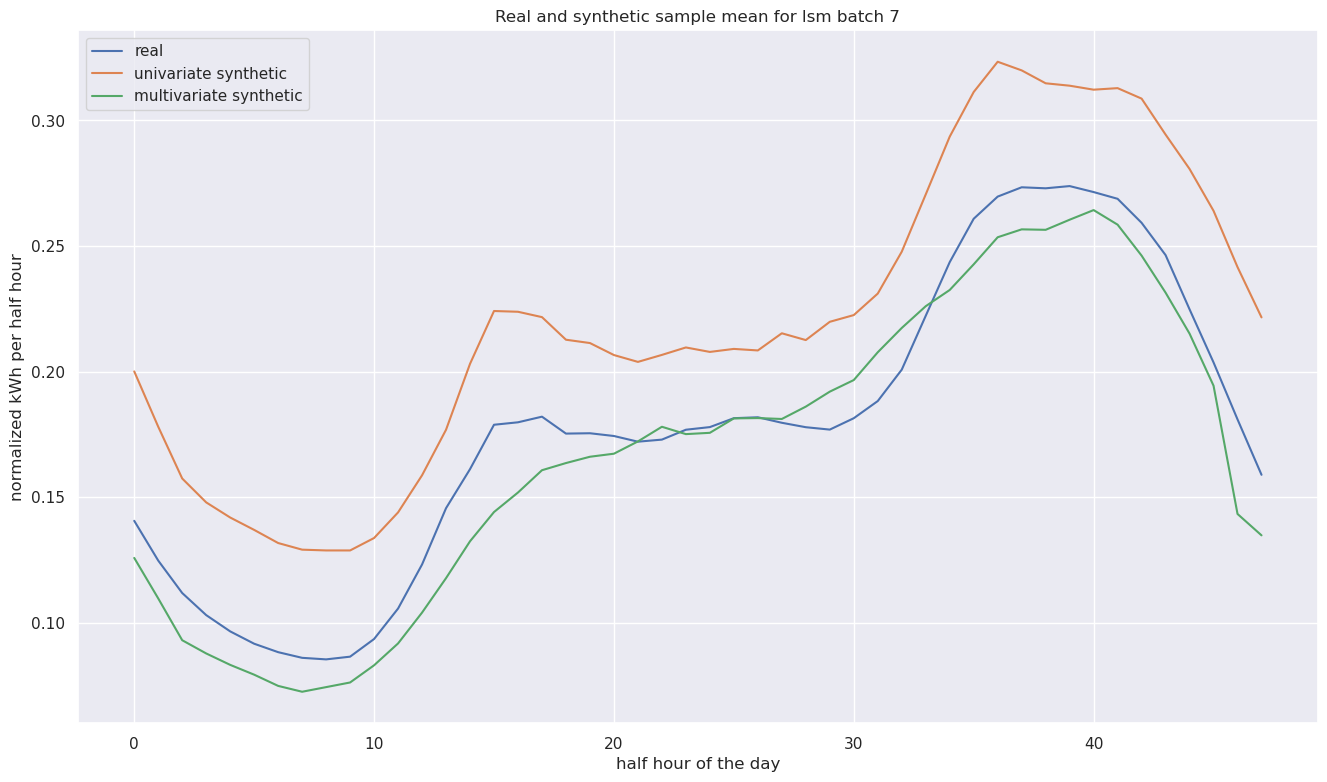 Real and synthetic sample mean for lsm batch 7
real
univariate synthetic
multivariate synthetic
normalized kWh per half hour
0.30
0.25
0.20
0.15
0.10
0 10 20 30 40
half hour of the day